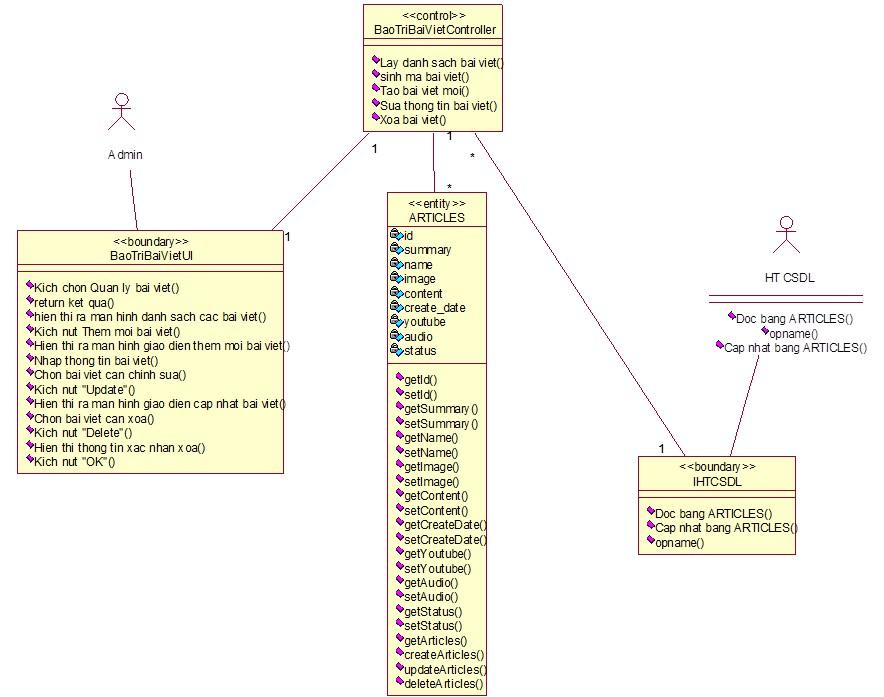 <<control>>
BaoTriBaiVietController
Lay danh sach bai viet()
sinh ma bai viet()
Tao bai viet moi()
Sua thong tin bai viet()
Xoa bai viet()
Admin
1
1
*
*
1
1
<<boundary>>
BaoTriBaiVietUI
Kich chon Quan ly bai viet()
return ket qua()
hien thi ra man hinh danh sach cac bai viet()
Kich nut Them moi bai viet()
Hien thi ra man hinh giao dien them moi bai viet()
Nhap thong tin bai viet()
Chon bai viet can chinh sua()
Kich nut "Update"()
Hien thi ra man hinh giao dien cap nhat bai viet()
Chon bai viet can xoa()
Kich nut "Delete"()
Hien thi thong tin xac nhan xoa()
Kich nut "OK"()
<<entity>>
ARTICLES
id
summary
name
image
content
create_date
youtube
audio
status
getId()
setId()
getSummary()
setSummary()
getName()
setName()
getImage()
setImage()
getContent()
setContent()
getCreateDate()
setCreateDate()
getYoutube()
setYoutube()
getAudio()
setAudio()
getStatus()
setStatus()
getArticles()
createArticles()
updateArticles()
deleteArticles()
HT CSDL
Doc bang ARTICLES()
opname()
Cap nhat bang ARTICLES()
<<boundary>>
IHTCSDL
Doc bang ARTICLES()
Cap nhat bang ARTICLES()
opname()